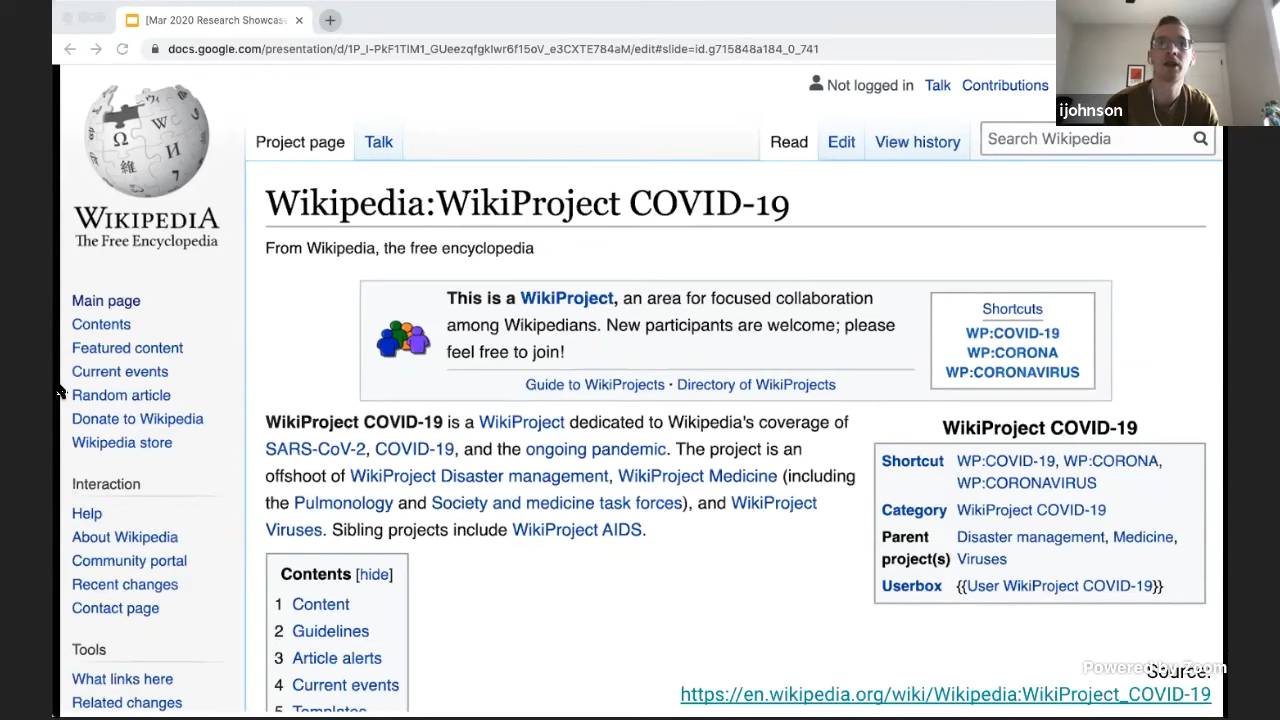 [Mar 2020 Research Showcase
docs.google.com/presentation/d/1P_I-PkF1TlM1_GUeezqfgkIwr6f15oV_e3CXTE784aM/edit#slide=id.g715848a184_0_741
ijohnson
Not logged in Talk Contributions
Project page Talk Read Edit View history Search Wikipedia
WIKIPEDIA
The Free Encyclopedia
Wikipedia:WikiProject COVID-19
From Wikipedia, the free encyclopedia
This is a WikiProject, an area for focused collaboration
among Wikipedians. New participants are welcome; please
feel free to join!
Guide to WikiProjects · Directory of WikiProjects
Shortcuts
WP:COVID-19
WP:CORONA
WP:CORONAVIRUS
Main page
Contents
Featured content
Current events
Random article
Donate to Wikipedia
Wikipedia store
Interaction
Help
About Wikipedia
Community portal
Recent changes
Contact page
Tools
What links here
Related changes
WikiProject COVID-19 is a WikiProject dedicated to Wikipedia's coverage of
SARS-CoV-2, COVID-19, and the ongoing pandemic. The project is an
offshoot of WikiProject Disaster management, WikiProject Medicine (including
the Pulmonology and Society and medicine task forces), and WikiProject
Viruses. Sibling projects include WikiProject AIDS.
WikiProject COVID-19
Shortcut WP:COVID-19, WP:CORONA,
WP:CORONAVIRUS
Category WikiProject COVID-19
Parent Disaster management, Medicine,
project(s) Viruses
Userbox {{User WikiProject COVID-19}}
Contents [hide]
1 Content
2 Guidelines
3 Article alerts
4 Current events
5 Templates
Powered by Zoom
Source:
https://en.wikipedia.org/wiki/Wikipedia:WikiProject_COVID-19